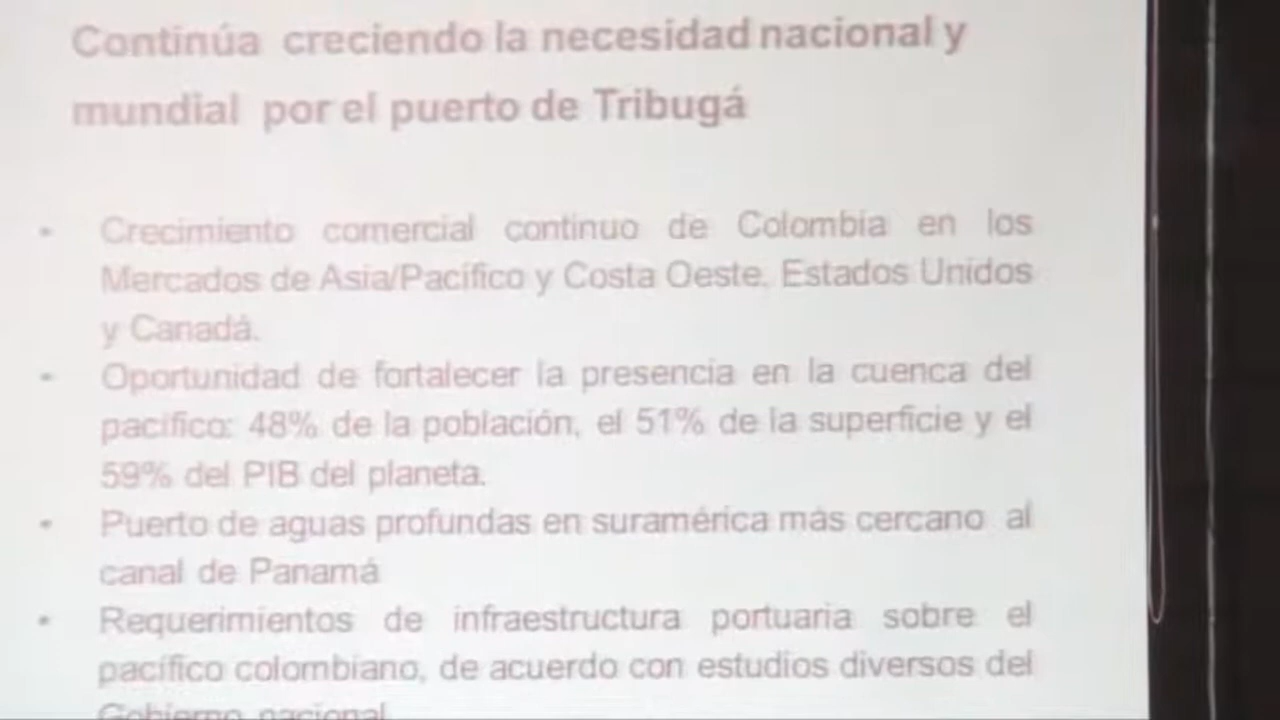 Continúa creciendo la necesidad nacional y
mundial por el puerto de Tribugá
• Crecimiento comercial continuo de Colombia en los
Mercados de Asia/Pacífico y Costa Oeste. Estados Unidos
y Canadá.
• Oportunidad de fortalecer la presencia en la cuenca del
pacifico: 48% de la población, el 51% de la superficie y el
59% del PIB del planeta.
• Puerto de aguas profundas en suramérica más cercano al
canal de Panamá
• Requerimientos de infraestructura portuaria sobre el
pacífico colombiano, de acuerdo con estudios diversos del
Gobierno nacional